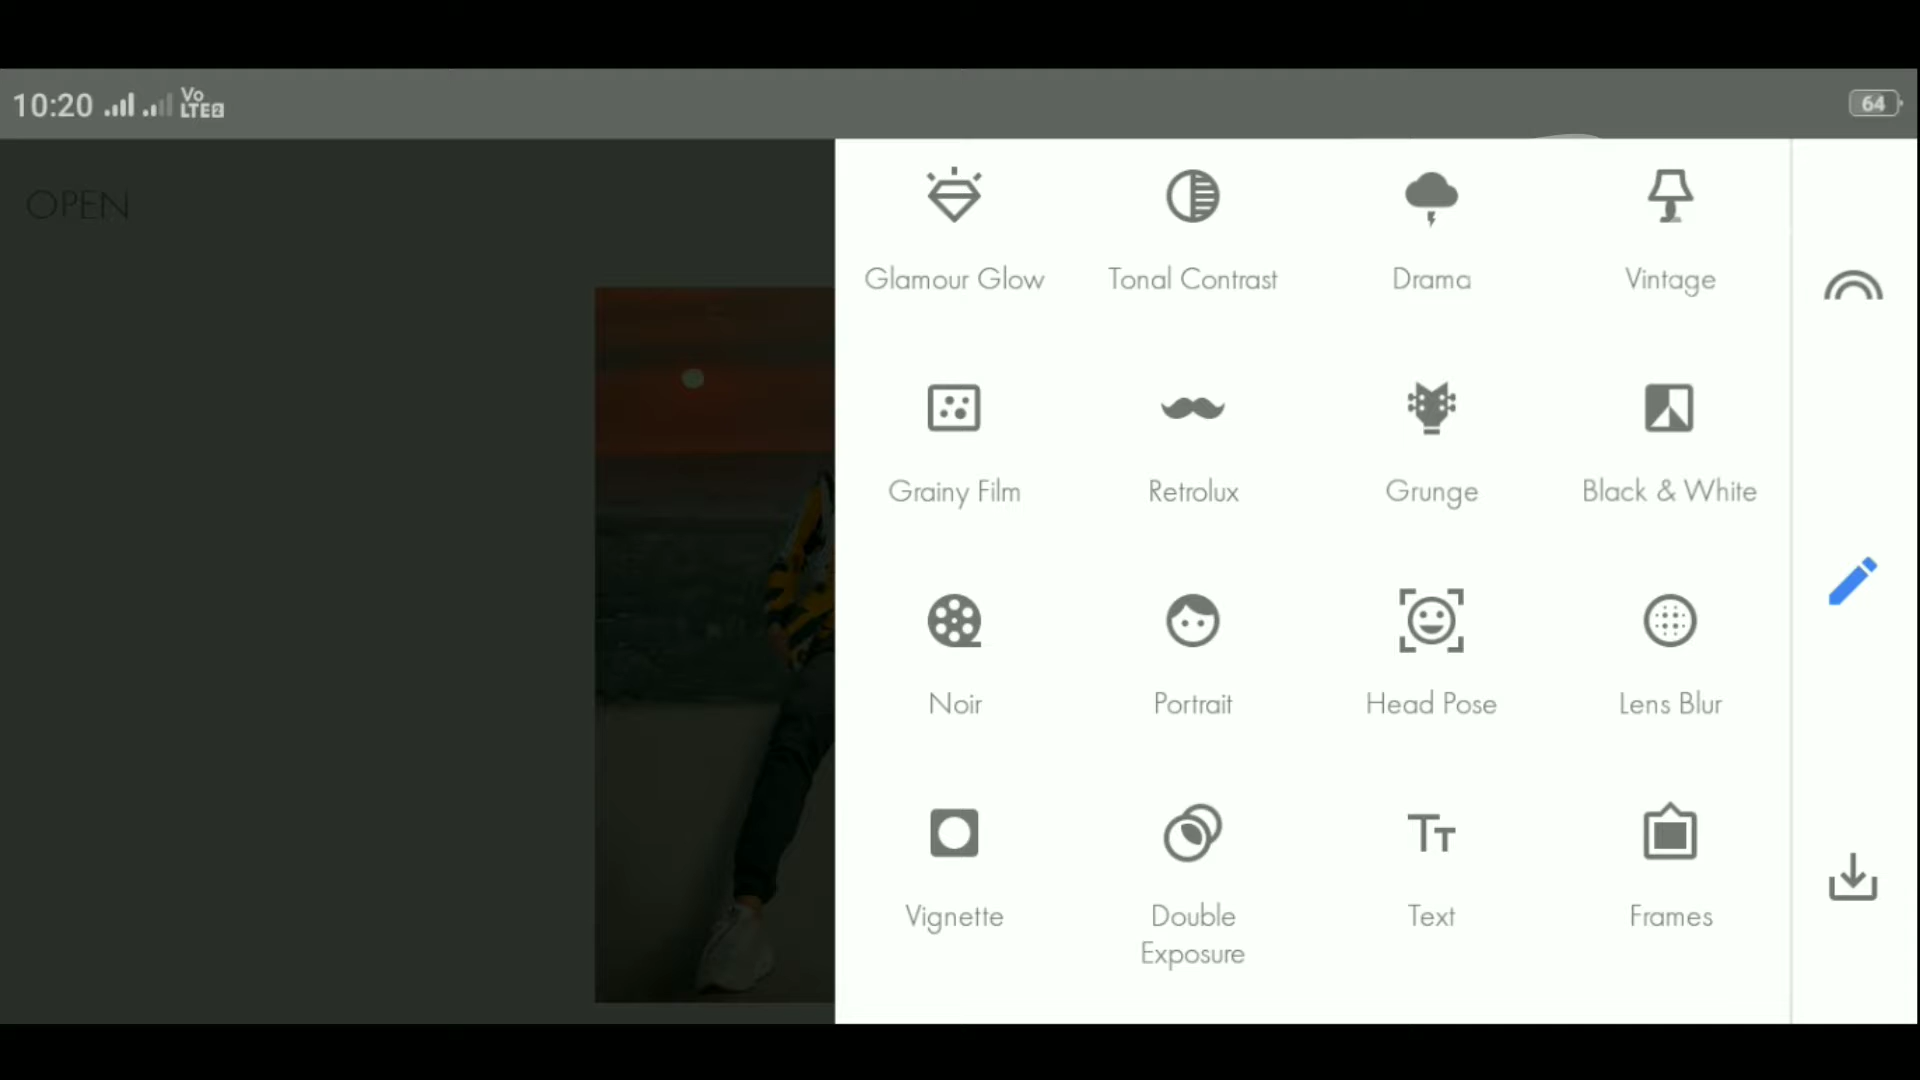 10:20 Vo LTE2 64
OPEN
Glamour Glow Tonal Contrast Drama Vintage
Grainy Film Retrolux Grunge Black & White
Noir Portrait Head Pose Lens Blur
Vignette Double Exposure Text Frames